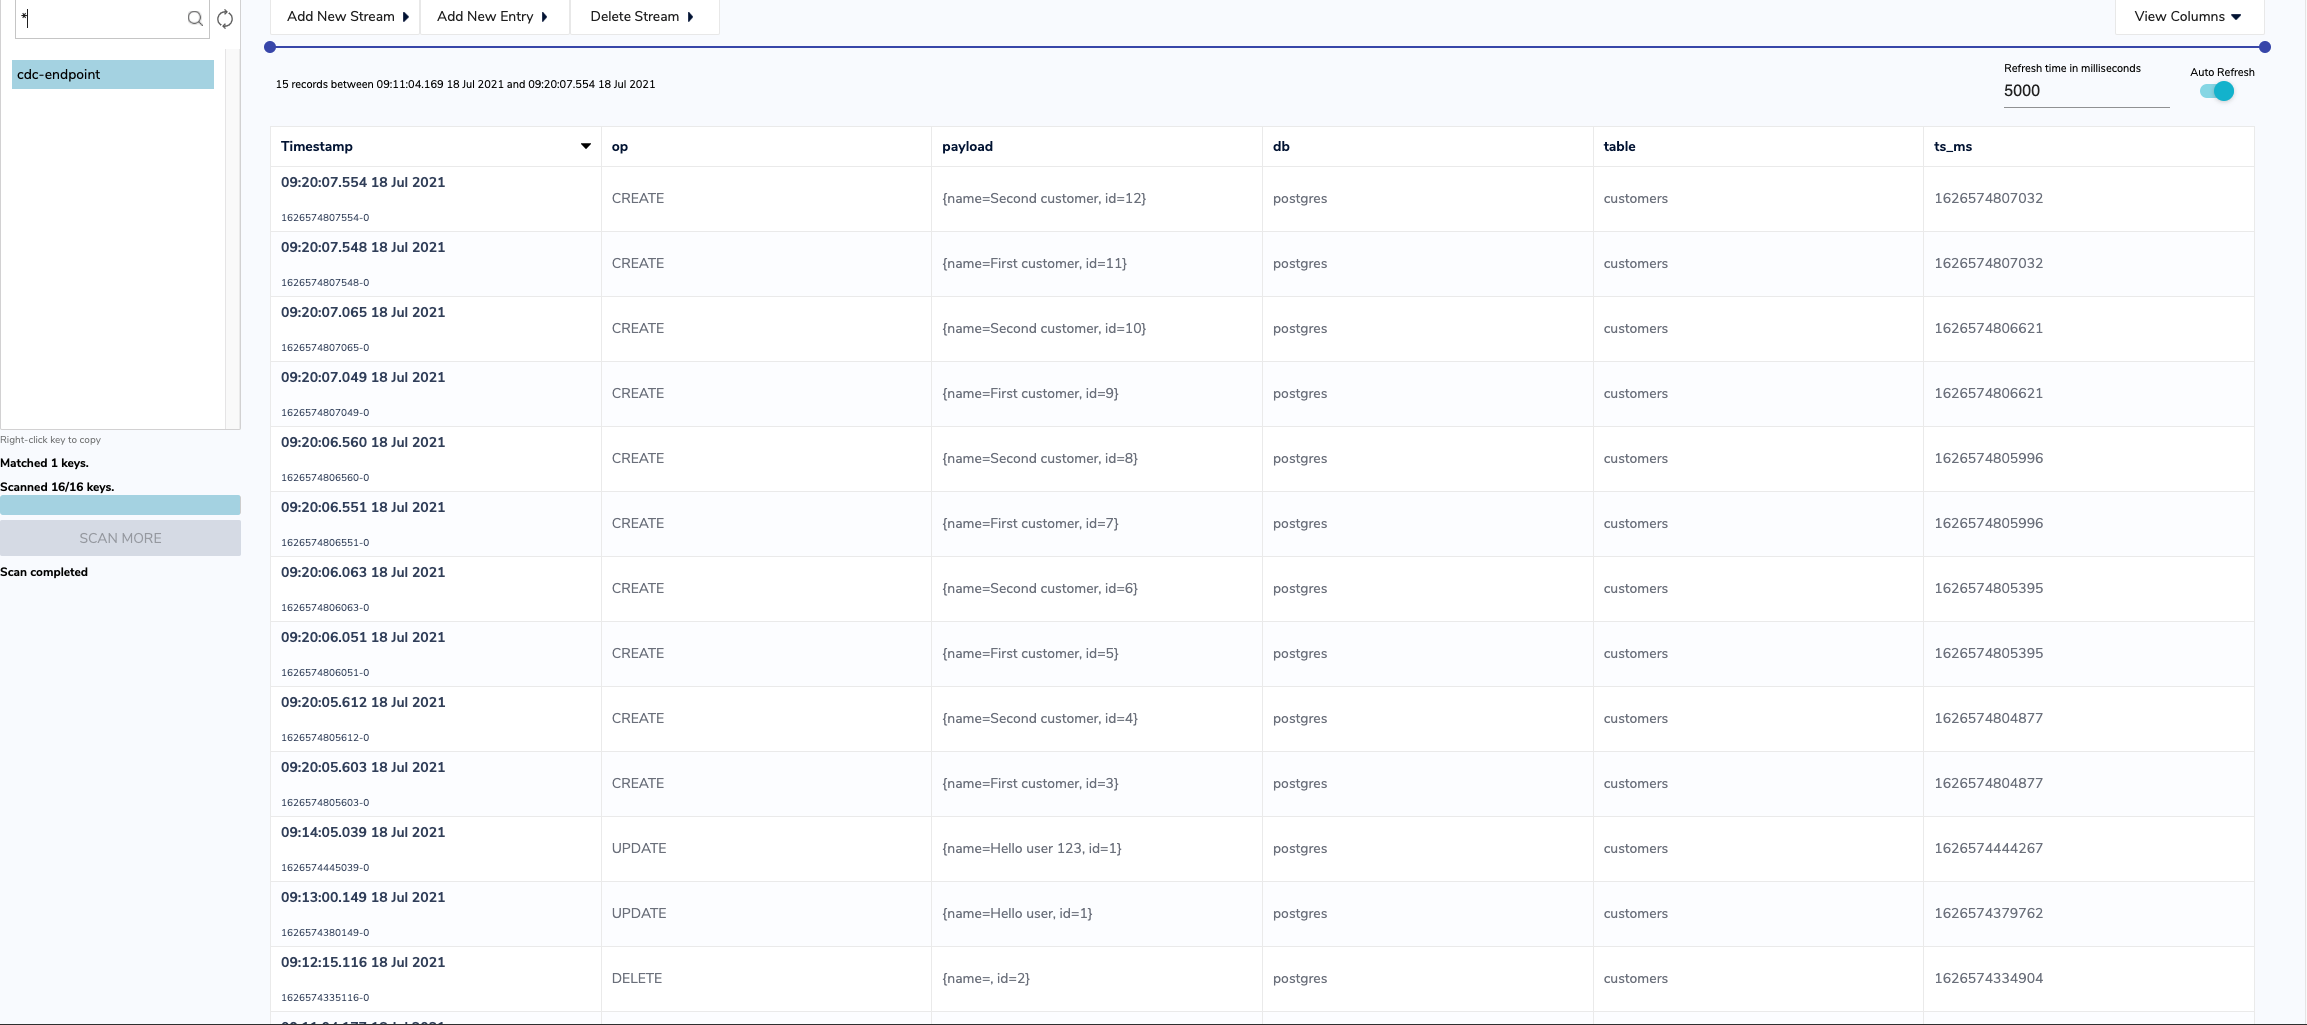 *
Add New Stream
Add New Entry
Delete Stream
View Columns
cdc-endpoint
15 records between 09:11:04.169 18 Jul 2021 and 09:20:07.554 18 Jul 2021
Refresh time in milliseconds
5000
Auto Refresh
Right-click key to copy
Matched 1 keys.
Scanned 16/16 keys.
SCAN MORE
Scan completed
Timestamp op payload db table ts_ms
09:20:07.554 18 Jul 2021
1626574807554-0
CREATE {name=Second customer, id=12} postgres customers 1626574807032
09:20:07.548 18 Jul 2021
1626574807548-0
CREATE {name=First customer, id=11} postgres customers 1626574807032
09:20:07.065 18 Jul 2021
1626574807065-0
CREATE {name=Second customer, id=10} postgres customers 1626574806621
09:20:07.049 18 Jul 2021
1626574807049-0
CREATE {name=First customer, id=9} postgres customers 1626574806621
09:20:06.560 18 Jul 2021
1626574806560-0
CREATE {name=Second customer, id=8} postgres customers 1626574805996
09:20:06.551 18 Jul 2021
1626574806551-0
CREATE {name=First customer, id=7} postgres customers 1626574805996
09:20:06.063 18 Jul 2021
1626574806063-0
CREATE {name=Second customer, id=6} postgres customers 1626574805395
09:20:06.051 18 Jul 2021
1626574806051-0
CREATE {name=First customer, id=5} postgres customers 1626574805395
09:20:05.612 18 Jul 2021
1626574805612-0
CREATE {name=Second customer, id=4} postgres customers 1626574804877
09:20:05.603 18 Jul 2021
1626574805603-0
CREATE {name=First customer, id=3} postgres customers 1626574804877
09:14:05.039 18 Jul 2021
1626574445039-0
UPDATE {name=Hello user 123, id=1} postgres customers 1626574444267
09:13:00.149 18 Jul 2021
1626574380149-0
UPDATE {name=Hello user, id=1} postgres customers 1626574379762
09:12:15.116 18 Jul 2021
1626574335116-0
DELETE {name=, id=2} postgres customers 1626574334904